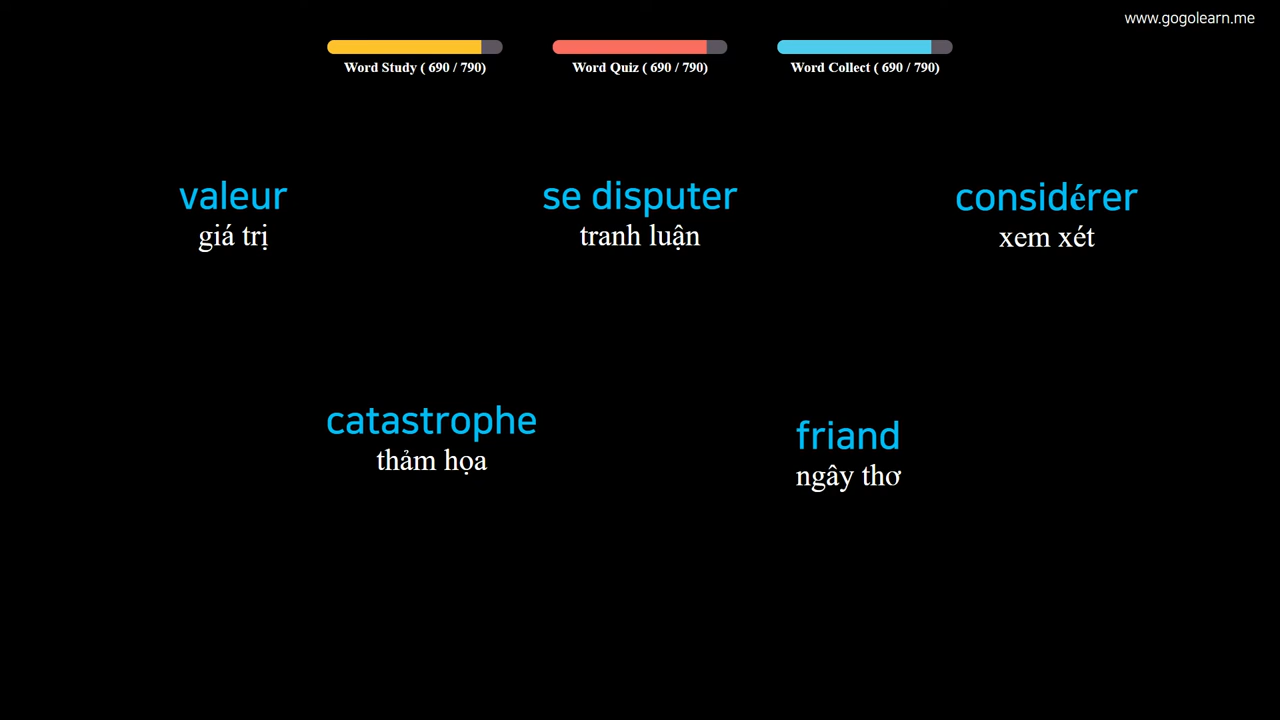 www.gogolearn.me
Word Study ( 690 / 790)
Word Quiz ( 690 / 790)
Word Collect ( 690 / 790)
valeur
giá trị
se disputer
tranh luận
considérer
xem xét
catastrophe
thảm họa
friand
ngây thơ